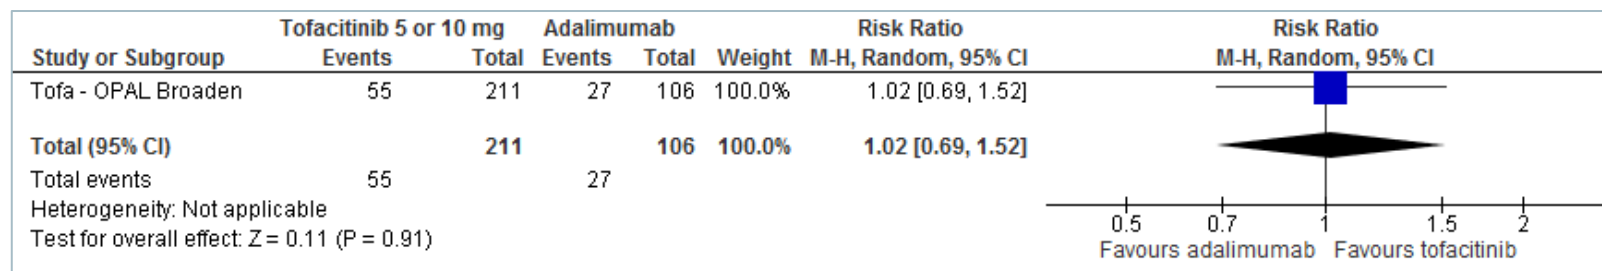 Tofacitinib 5 or 10 mg Adalimumab Risk Ratio Risk Ratio
Study or Subgroup Events Total Events Total Weight M-H, Random, 95% CI M-H, Random, 95% CI
Tofa - OPAL Broaden 55 211 27 106 100.0% 1.02 [0.69, 1.52]
Total (95% CI) 211 106 100.0% 1.02 [0.69, 1.52]
Total events 55 27
Heterogeneity: Not applicable
Test for overall effect: Z = 0.11 (P = 0.91)
0.5 0.7 1 1.5 2
Favours adalimumab Favours tofacitinib